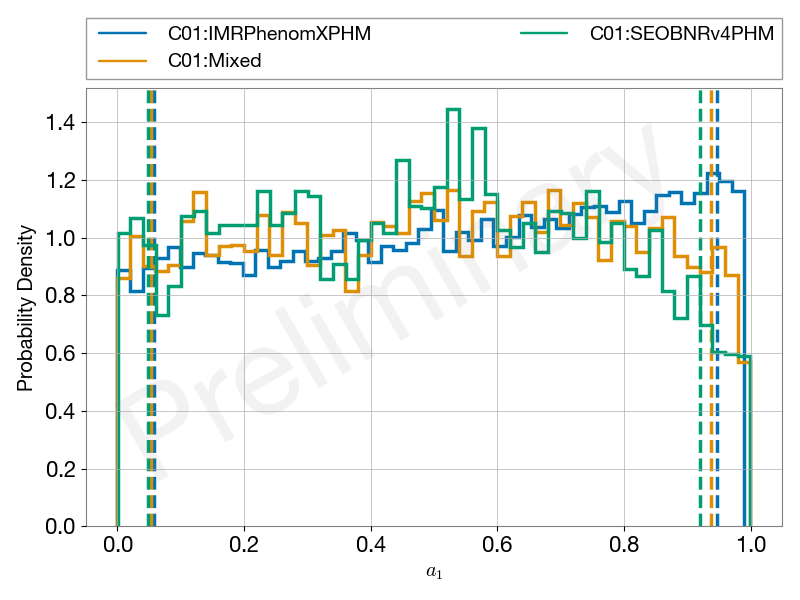 C01:IMRPhenomXPHM
C01:Mixed
C01:SEOBNRv4PHM
Preliminary
Probability Density
1.4
1.2
1.0
0.8
0.6
0.4
0.2
0.0
0.0 0.2 0.4 0.6 0.8 1.0
a₁